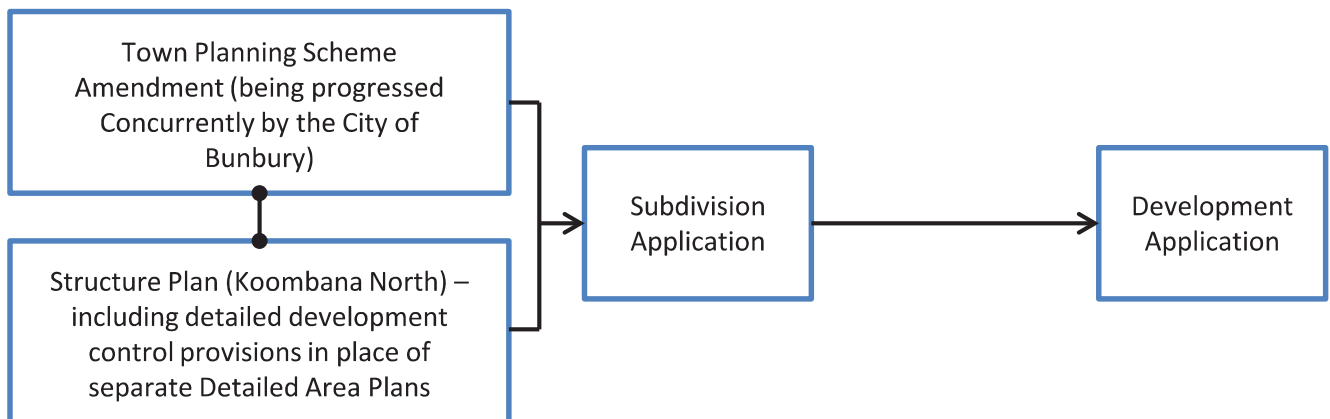 Town Planning Scheme
Amendment (being progressed
Concurrently by the City of
Bunbury)
Structure Plan (Koombana North) –
including detailed development
control provisions in place of
separate Detailed Area Plans
Subdivision
Application
Development
Application